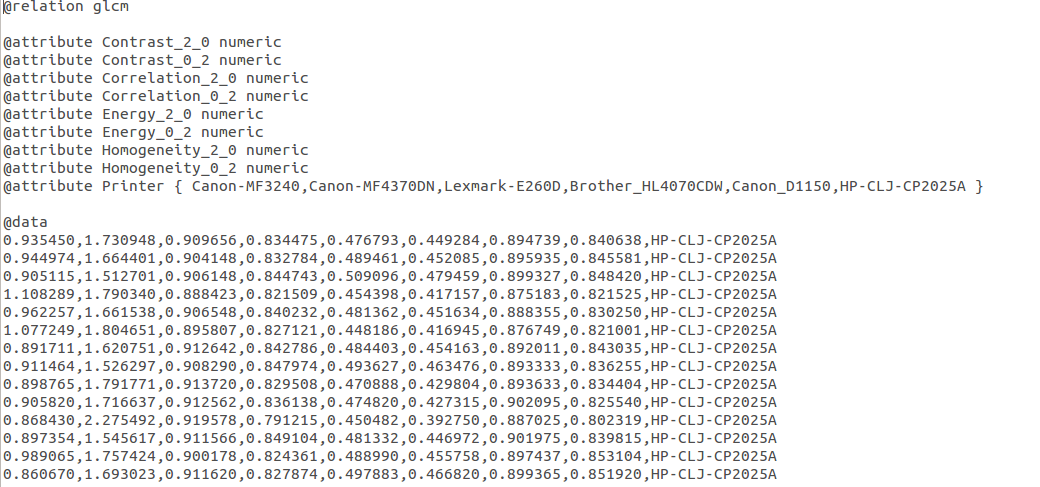 @relation glcm
@attribute Contrast_2_0 numeric
@attribute Contrast_0_2 numeric
@attribute Correlation_2_0 numeric
@attribute Correlation_0_2 numeric
@attribute Energy_2_0 numeric
@attribute Energy_0_2 numeric
@attribute Homogeneity_2_0 numeric
@attribute Homogeneity_0_2 numeric
@attribute Printer { Canon-MF3240,Canon-MF4370DN,Lexmark-E260D,Brother_HL4070CDW,Canon_D1150,HP-CLJ-CP2025A }
@data
0.935450,1.730948,0.909656,0.834475,0.476793,0.449284,0.894739,0.840638,HP-CLJ-CP2025A
0.944974,1.664401,0.904148,0.832784,0.489461,0.452085,0.895935,0.845581,HP-CLJ-CP2025A
0.905115,1.512701,0.906148,0.844743,0.509096,0.479459,0.899327,0.848420,HP-CLJ-CP2025A
1.108289,1.790340,0.888423,0.821509,0.454398,0.417157,0.875183,0.821525,HP-CLJ-CP2025A
0.962257,1.661538,0.906548,0.840232,0.481362,0.451634,0.888355,0.830250,HP-CLJ-CP2025A
1.077249,1.804651,0.895807,0.827121,0.448186,0.416945,0.876749,0.821001,HP-CLJ-CP2025A
0.891711,1.620751,0.912642,0.842786,0.484403,0.454163,0.892011,0.843035,HP-CLJ-CP2025A
0.911464,1.526297,0.908290,0.847974,0.493627,0.463476,0.893333,0.836255,HP-CLJ-CP2025A
0.898765,1.791771,0.913720,0.829508,0.470888,0.429804,0.893633,0.834404,HP-CLJ-CP2025A
0.905820,1.716637,0.912562,0.836138,0.474820,0.427315,0.902095,0.825540,HP-CLJ-CP2025A
0.868430,2.275492,0.919578,0.791215,0.450482,0.392750,0.887025,0.802319,HP-CLJ-CP2025A
0.897354,1.545617,0.911566,0.849104,0.481332,0.446972,0.901975,0.839815,HP-CLJ-CP2025A
0.989065,1.757424,0.900178,0.824361,0.488990,0.455758,0.897437,0.853104,HP-CLJ-CP2025A
0.860670,1.693023,0.911620,0.827874,0.497883,0.466820,0.899365,0.851920,HP-CLJ-CP2025A